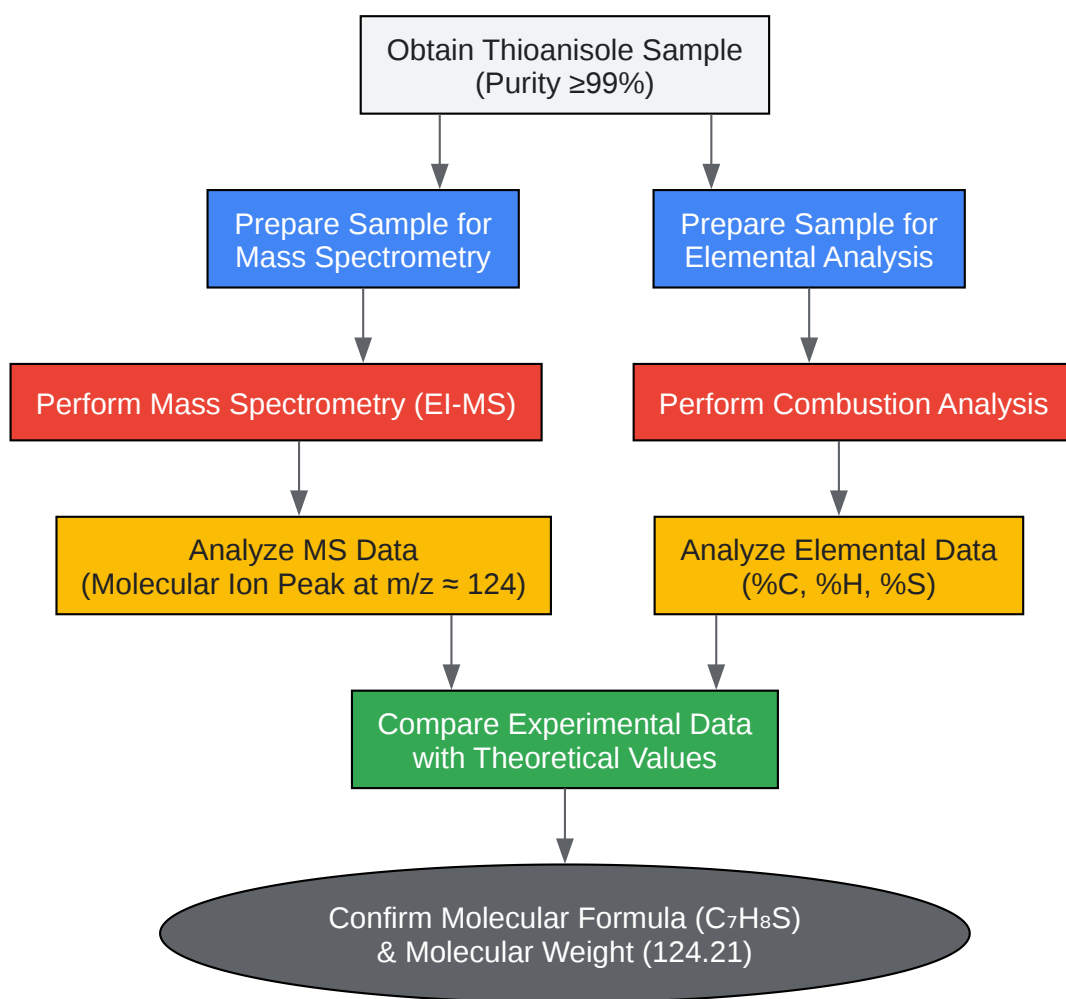 Obtain Thioanisole Sample
(Purity ≥99%)
Prepare Sample for
Mass Spectrometry
Prepare Sample for
Elemental Analysis
Perform Mass Spectrometry (EI-MS)
Perform Combustion Analysis
Analyze MS Data
(Molecular Ion Peak at m/z ≈ 124)
Analyze Elemental Data
(%C, %H, %S)
Compare Experimental Data
with Theoretical Values
Confirm Molecular Formula (C₇H₈S)
& Molecular Weight (124.21)